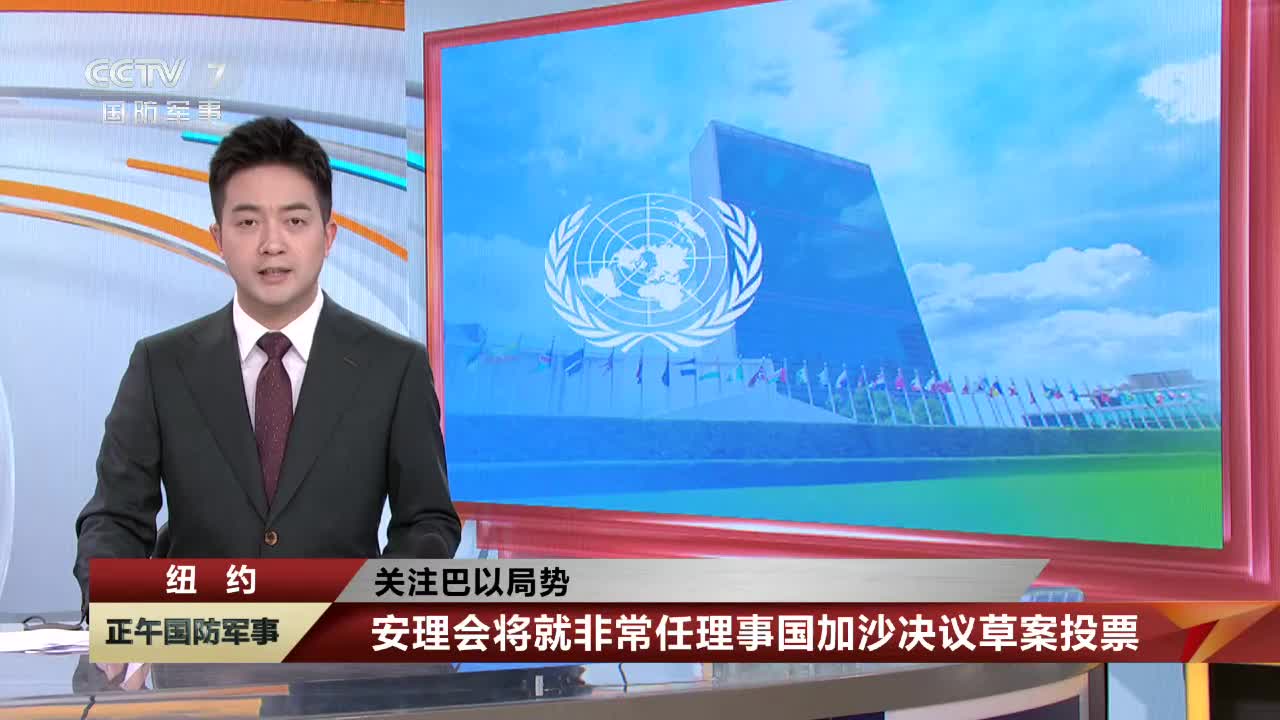 CCTV 7
国防军事
纽 约
关注巴以局势
正午国防军事
安理会将就非常任理事国加沙决议草案投票